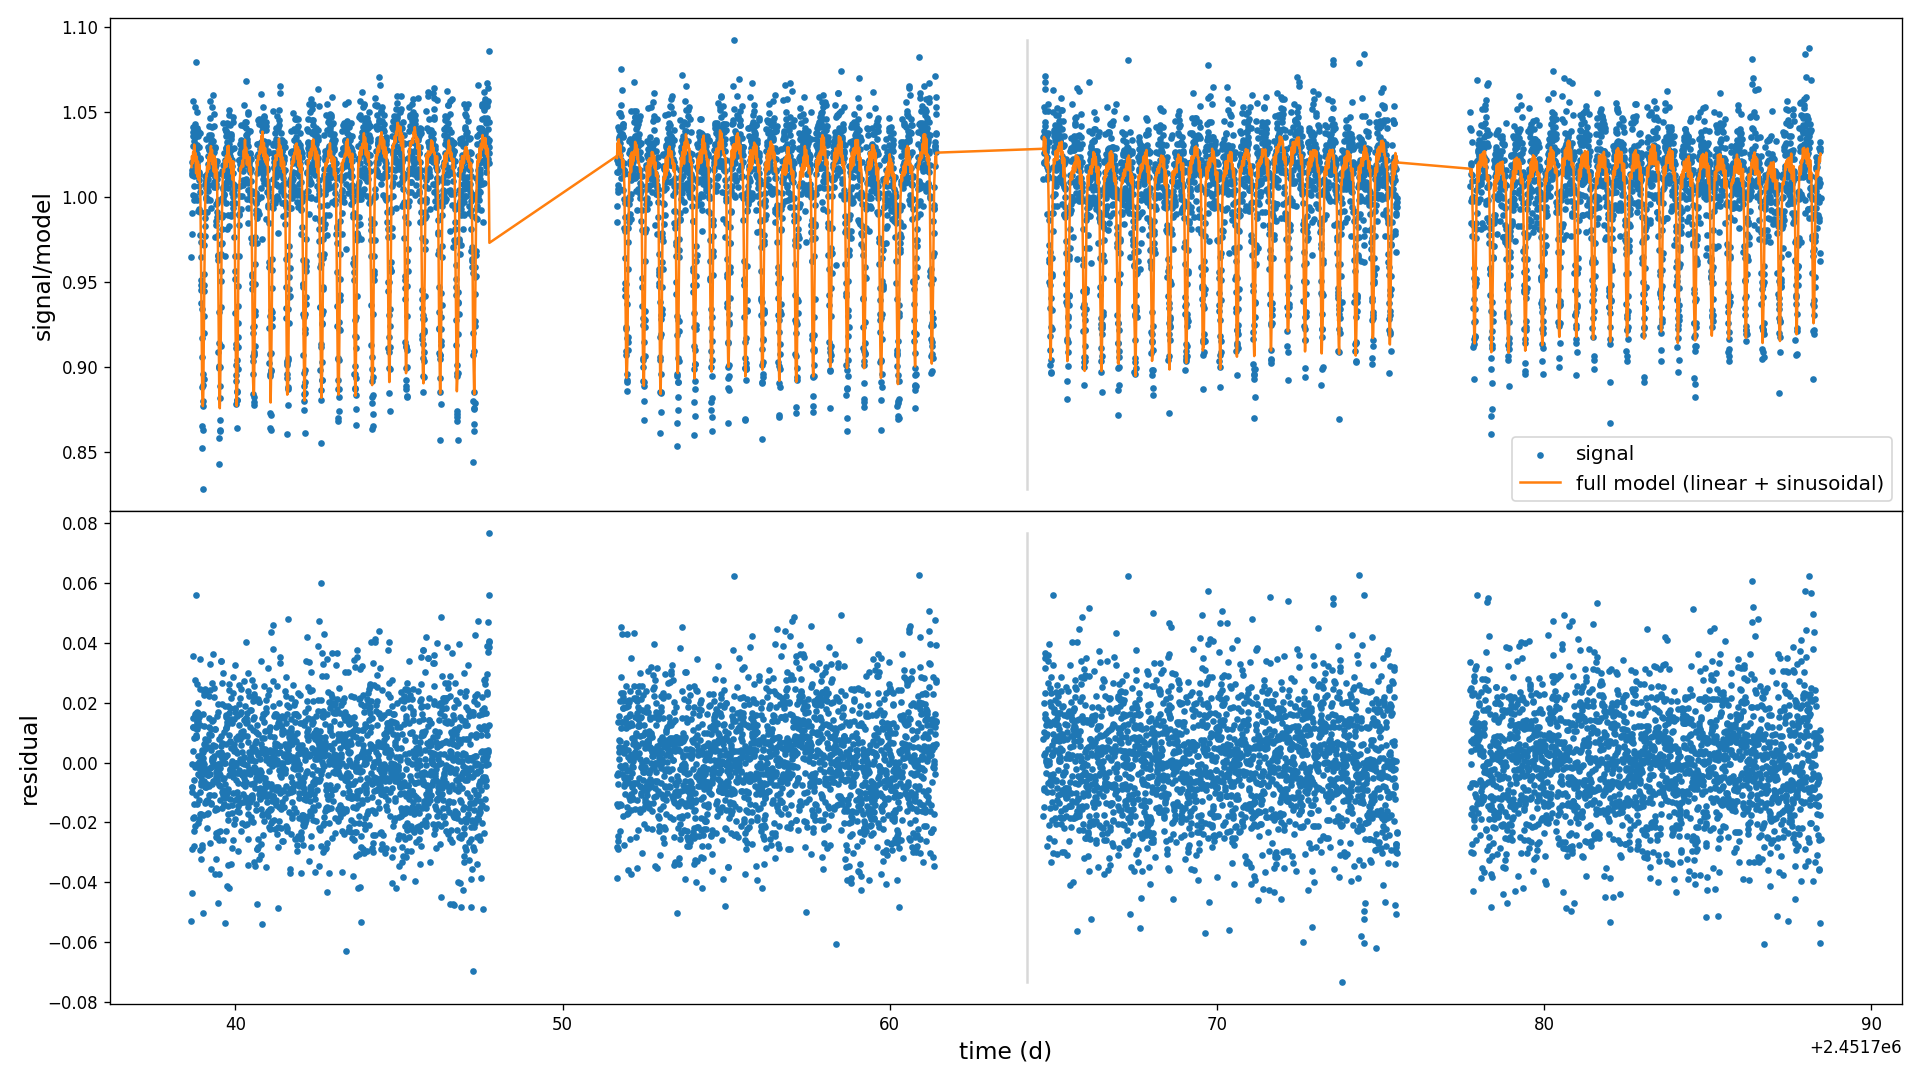 1.10
1.05
1.00
0.95
0.90
0.85
signal/model
signal
full model (linear + sinusoidal)
0.08
0.06
0.04
0.02
0.00
−0.02
−0.04
−0.06
−0.08
residual
40 50 60 70 80 90
time (d)
+2.4517e6